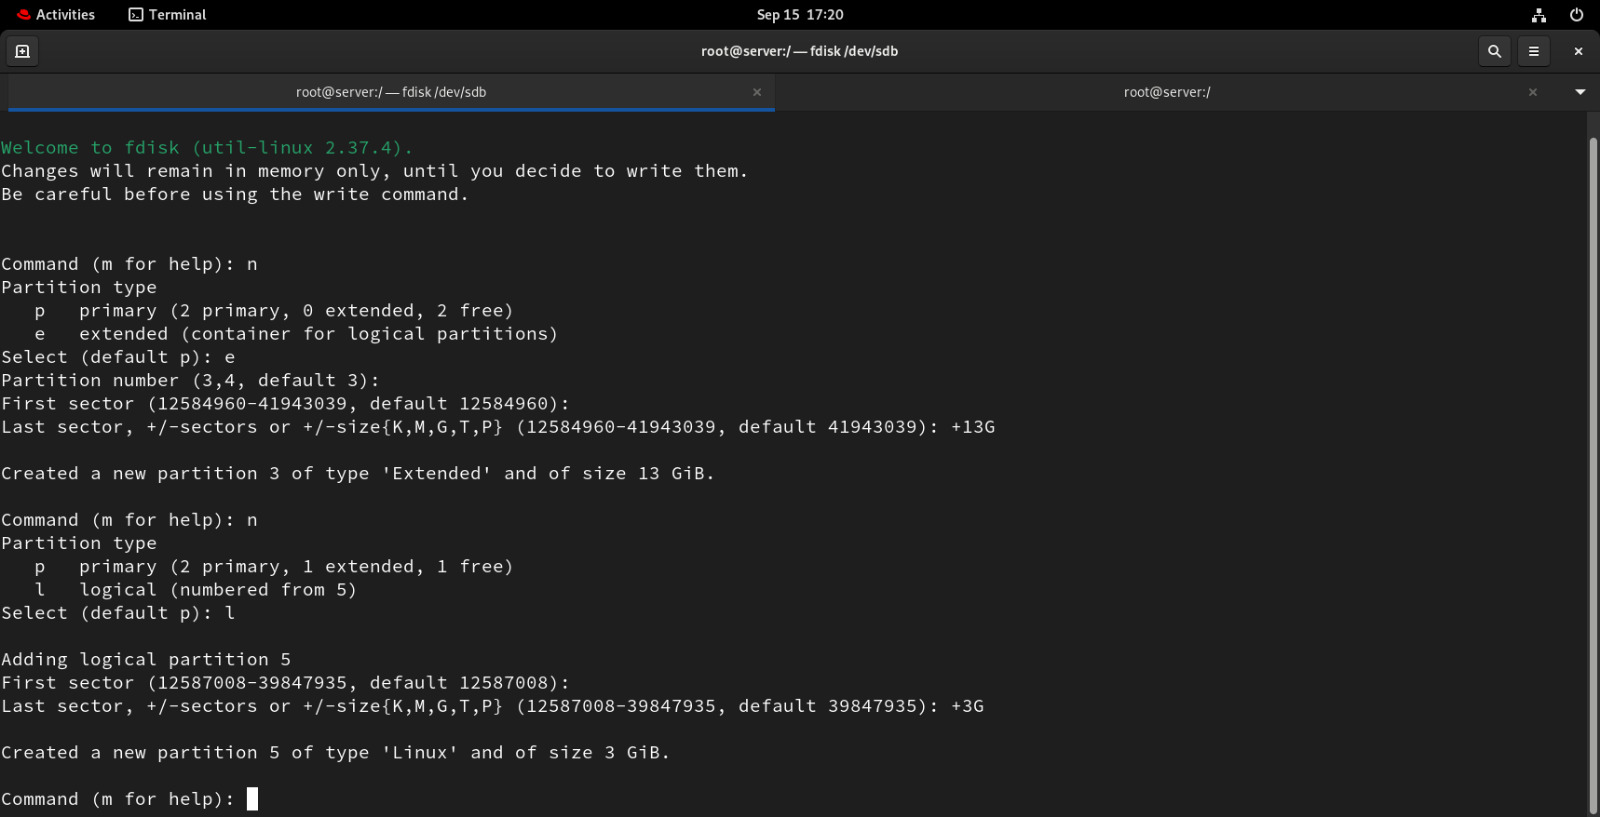 Activities
Terminal
Sep 15 17:20
root@server:/ — fdisk /dev/sdb
root@server:/ — fdisk /dev/sdb
root@server:/
Welcome to fdisk (util-linux 2.37.4).
Changes will remain in memory only, until you decide to write them.
Be careful before using the write command.
Command (m for help): n
Partition type
   p   primary (2 primary, 0 extended, 2 free)
   e   extended (container for logical partitions)
Select (default p): e
Partition number (3,4, default 3):
First sector (12584960-41943039, default 12584960):
Last sector, +/-sectors or +/-size{K,M,G,T,P} (12584960-41943039, default 41943039): +13G
Created a new partition 3 of type 'Extended' and of size 13 GiB.
Command (m for help): n
Partition type
   p   primary (2 primary, 1 extended, 1 free)
   l   logical (numbered from 5)
Select (default p): l
Adding logical partition 5
First sector (12587008-39847935, default 12587008):
Last sector, +/-sectors or +/-size{K,M,G,T,P} (12587008-39847935, default 39847935): +3G
Created a new partition 5 of type 'Linux' and of size 3 GiB.
Command (m for help):